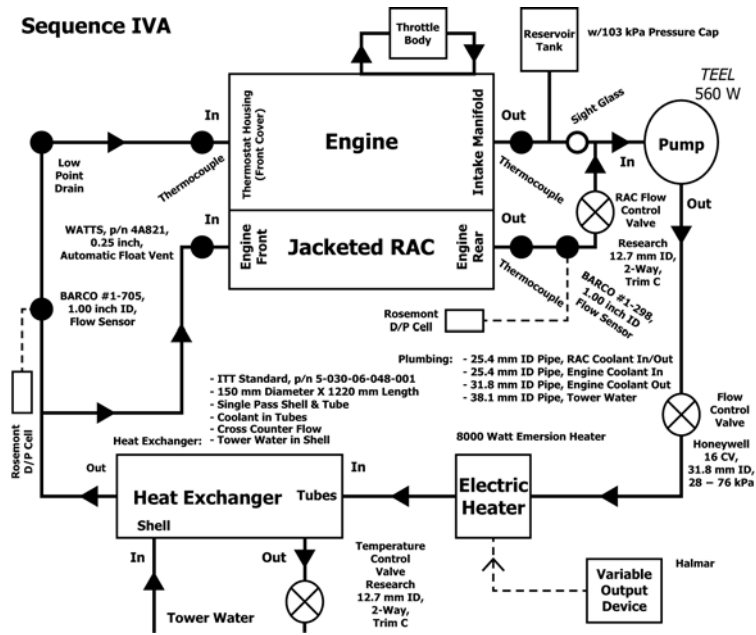 Sequence IVA
Throttle
Body
Reservoir
Tank
w/103 kPa Pressure Cap
TEEL
560 W
In
Thermocouple
Thermostat Housing
(Front Cover)
Engine
Intake Manifold
Out
Thermocouple
Sight Glass
In
Pump
Out
Low
Point
Drain
WATTS, p/n 4A821,
0.25 inch,
Automatic Float Vent
In
Engine
Front
Jacketed RAC
Engine
Rear
Out
Thermocouple
RAC Flow
Control
Valve
Research
12.7 mm ID,
2-Way,
Trim C
BARCO #1-705,
1.00 inch ID,
Flow Sensor
Rosemont
D/P Cell
BARCO #1-298,
1.00 inch ID
Flow Sensor
Rosemont
D/P Cell
Plumbing: - 25.4 mm ID Pipe, RAC Coolant In/Out
- 25.4 mm ID Pipe, Engine Coolant In
- 31.8 mm ID Pipe, Engine Coolant Out
- 38.1 mm ID Pipe, Tower Water
- ITT Standard, p/n 5-030-06-048-001
- 150 mm Diameter X 1220 mm Length
- Single Pass Shell & Tube
- Coolant in Tubes
- Cross Counter Flow
Heat Exchanger: - Tower Water in Shell
Flow
Control
Valve
Honeywell
16 CV,
31.8 mm ID,
28 – 76 kPa
8000 Watt Emersion Heater
Out
Heat Exchanger
Tubes
Shell
In
Electric
Heater
In
Out
Tower Water
Temperature
Control
Valve
Research
12.7 mm ID,
2-Way,
Trim C
Variable
Output
Device
Halmar